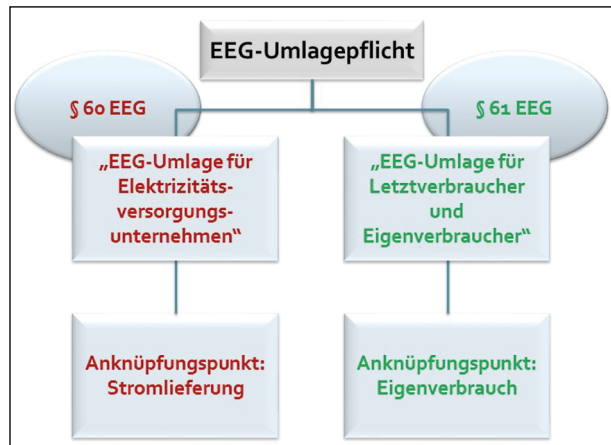 EEG-Umlagepflicht
§ 60 EEG
§ 61 EEG
„EEG-Umlage für
Elektrizitäts-
versorgungs-
unternehmen“
„EEG-Umlage für
Letztverbraucher
und
Eigenverbraucher“
Anknüpfungspunkt:
Stromlieferung
Anknüpfungspunkt:
Eigenverbrauch